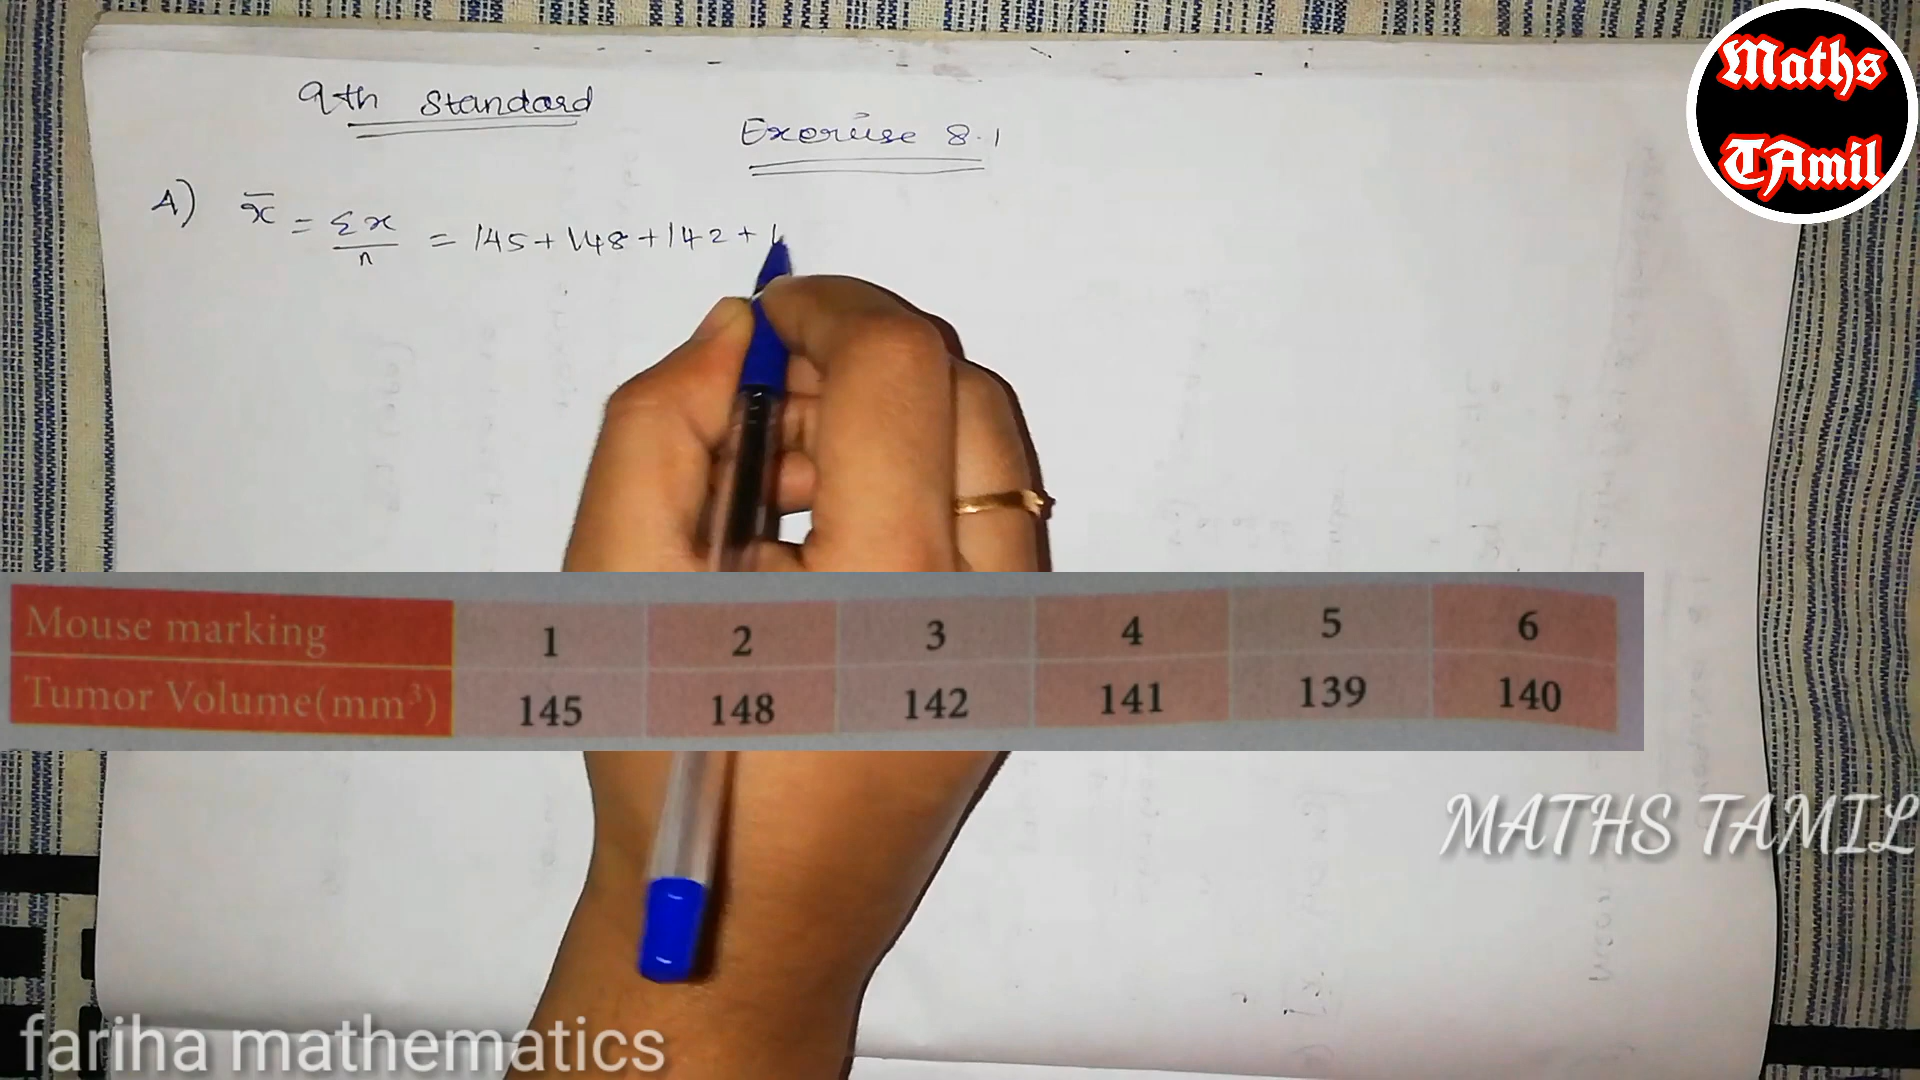 Maths
TAmil
9th Standard
Exercise 8.1
A) x̄ = Σx/n = 145+148+142+1
Mouse marking 1 2 3 4 5 6
Tumor Volume(mm³) 145 148 142 141 139 140
MATHS TAMIL
fariha mathematics